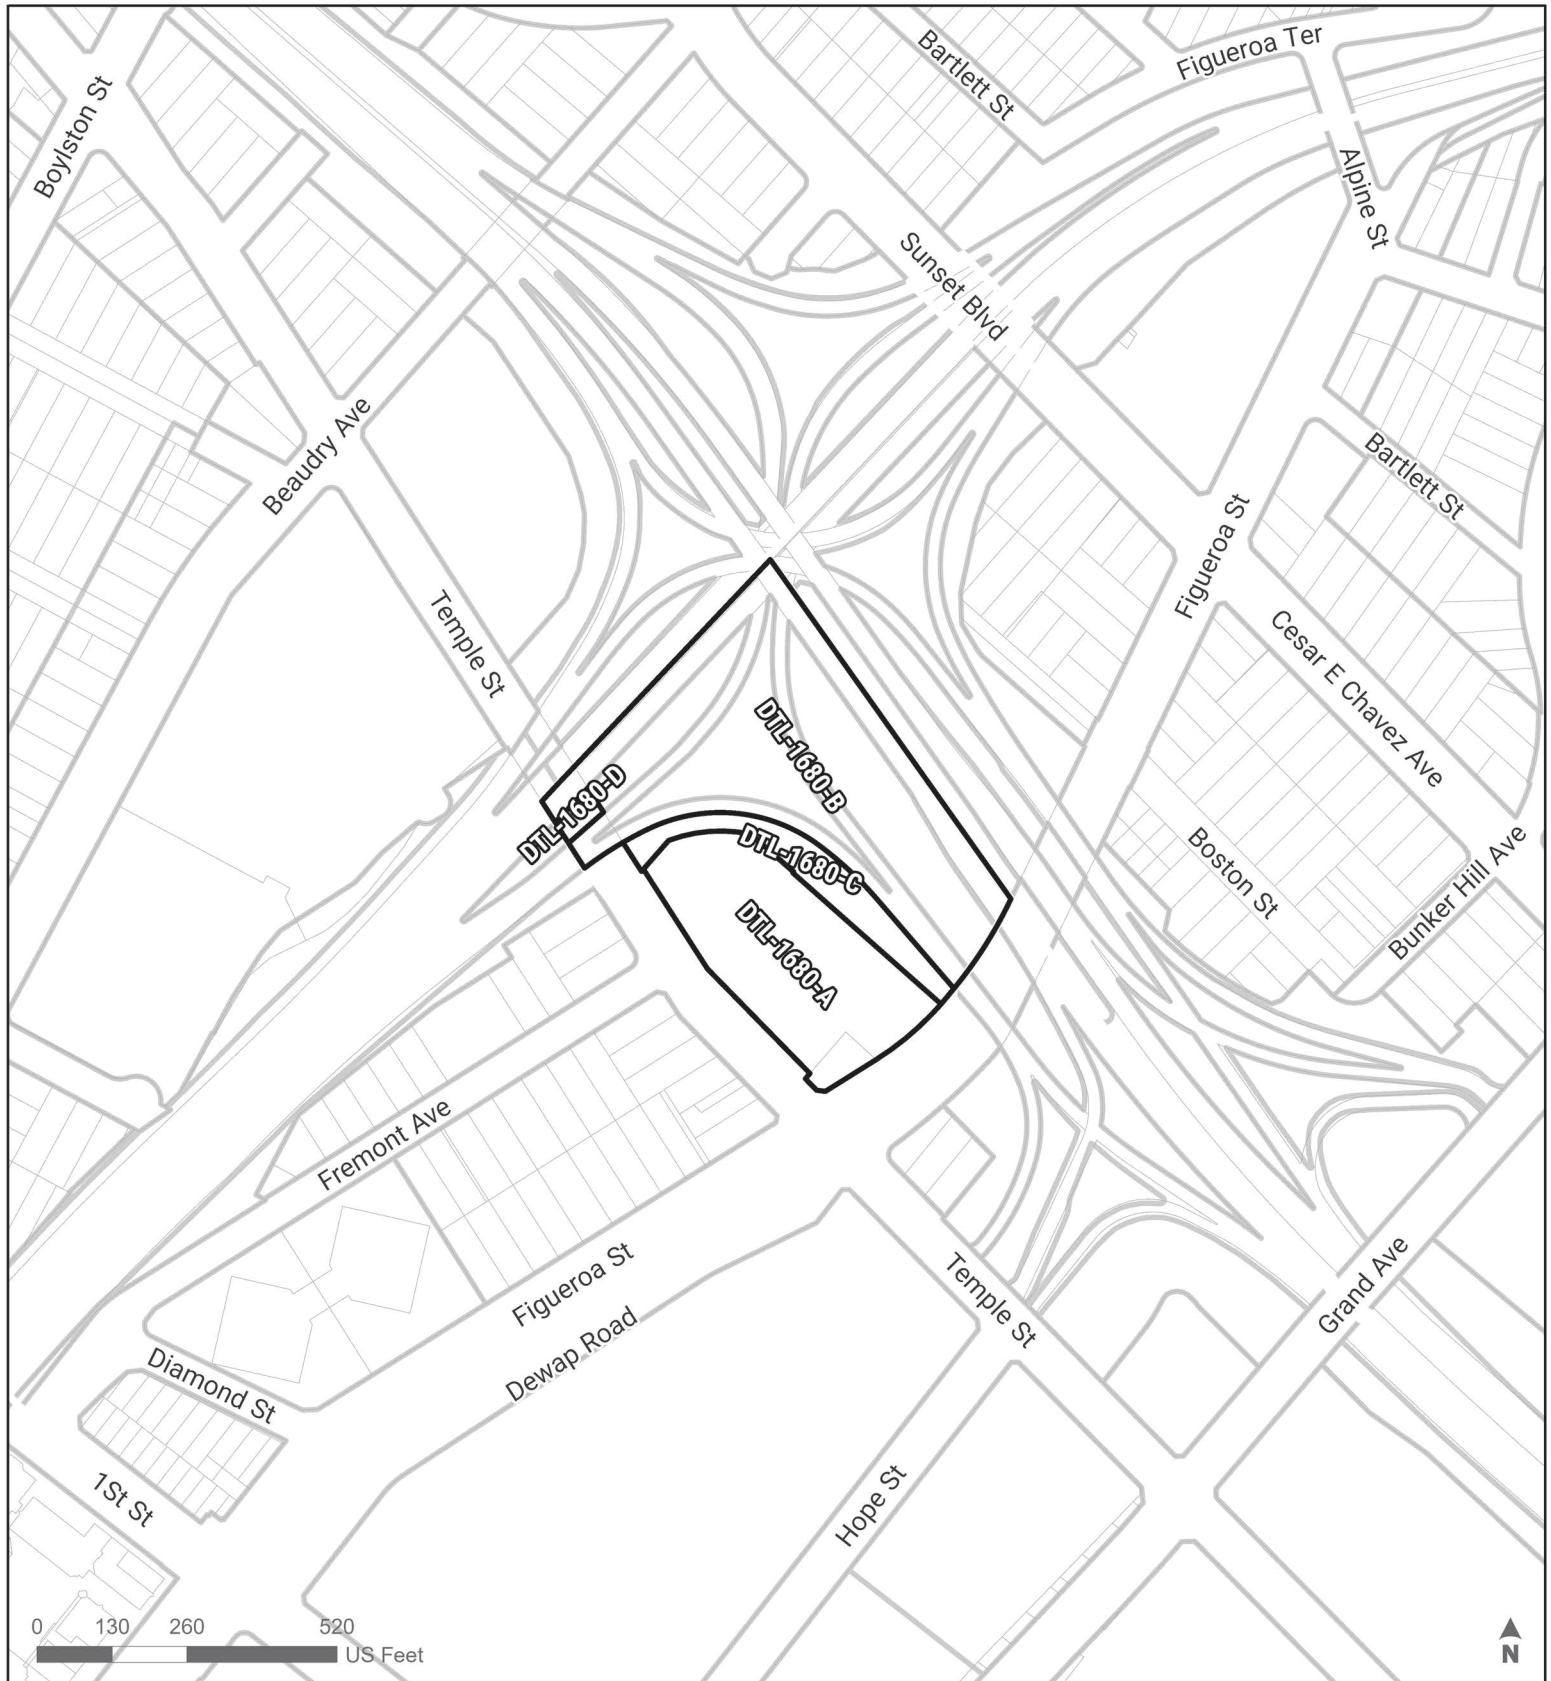 Bartlett St
Figueroa Ter
Boylston St
Alpine St
Sunset Blvd
Beaudry Ave
Bartlett St
Figueroa St
Temple St
Cesar E Chavez Ave
DTL-1680-B
DTL-1680-D
DTL-1680-C
Boston St
Bunker Hill Ave
DTL-1680-A
Fremont Ave
Figueroa St
Temple St
Grand Ave
Dewap Road
Diamond St
1St St
Hope St
0 130 260 520
US Feet
N